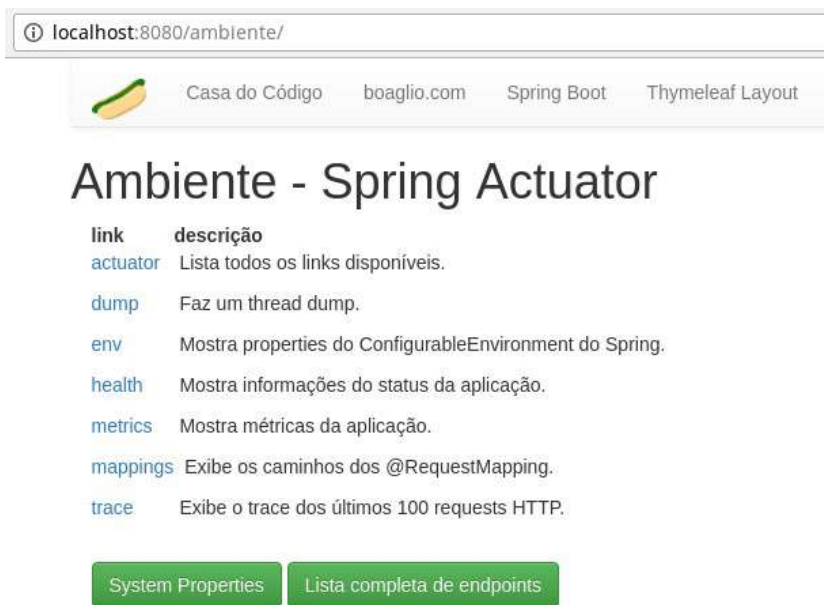 localhost:8080/ambiente/
Casa do Código boaglio.com Spring Boot Thymeleaf Layout
Ambiente - Spring Actuator
link descrição
actuator Lista todos os links disponíveis.
dump Faz um thread dump.
env Mostra properties do ConfigurableEnvironment do Spring.
health Mostra informações do status da aplicação.
metrics Mostra métricas da aplicação.
mappings Exibe os caminhos dos @RequestMapping.
trace Exibe o trace dos últimos 100 requests HTTP.
System Properties Lista completa de endpoints